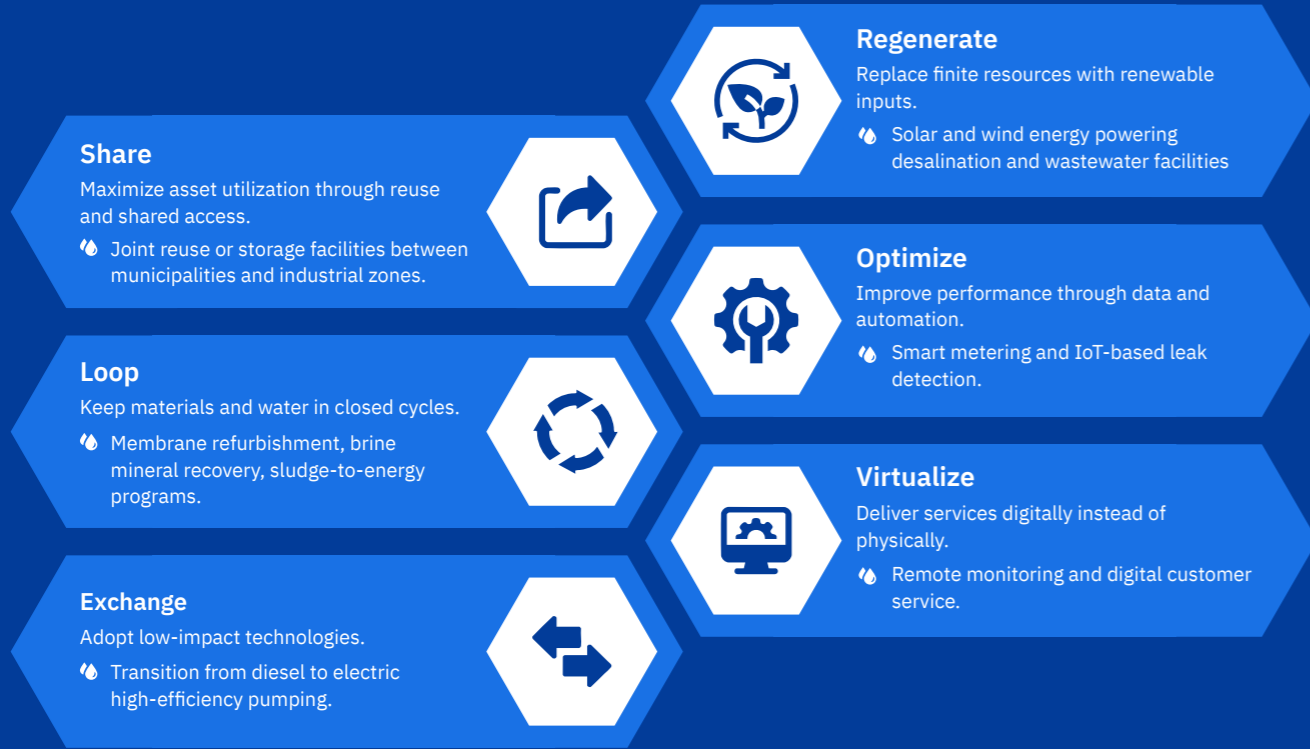 Regenerate
Replace finite resources with renewable
inputs.
Solar and wind energy powering
desalination and wastewater facilities
Share
Maximize asset utilization through reuse
and shared access.
Joint reuse or storage facilities between
municipalities and industrial zones.
Optimize
Improve performance through data and
automation.
Smart metering and IoT-based leak
detection.
Loop
Keep materials and water in closed cycles.
Membrane refurbishment, brine
mineral recovery, sludge-to-energy
programs.
Virtualize
Deliver services digitally instead of
physically.
Remote monitoring and digital customer
service.
Exchange
Adopt low-impact technologies.
Transition from diesel to electric
high-efficiency pumping.